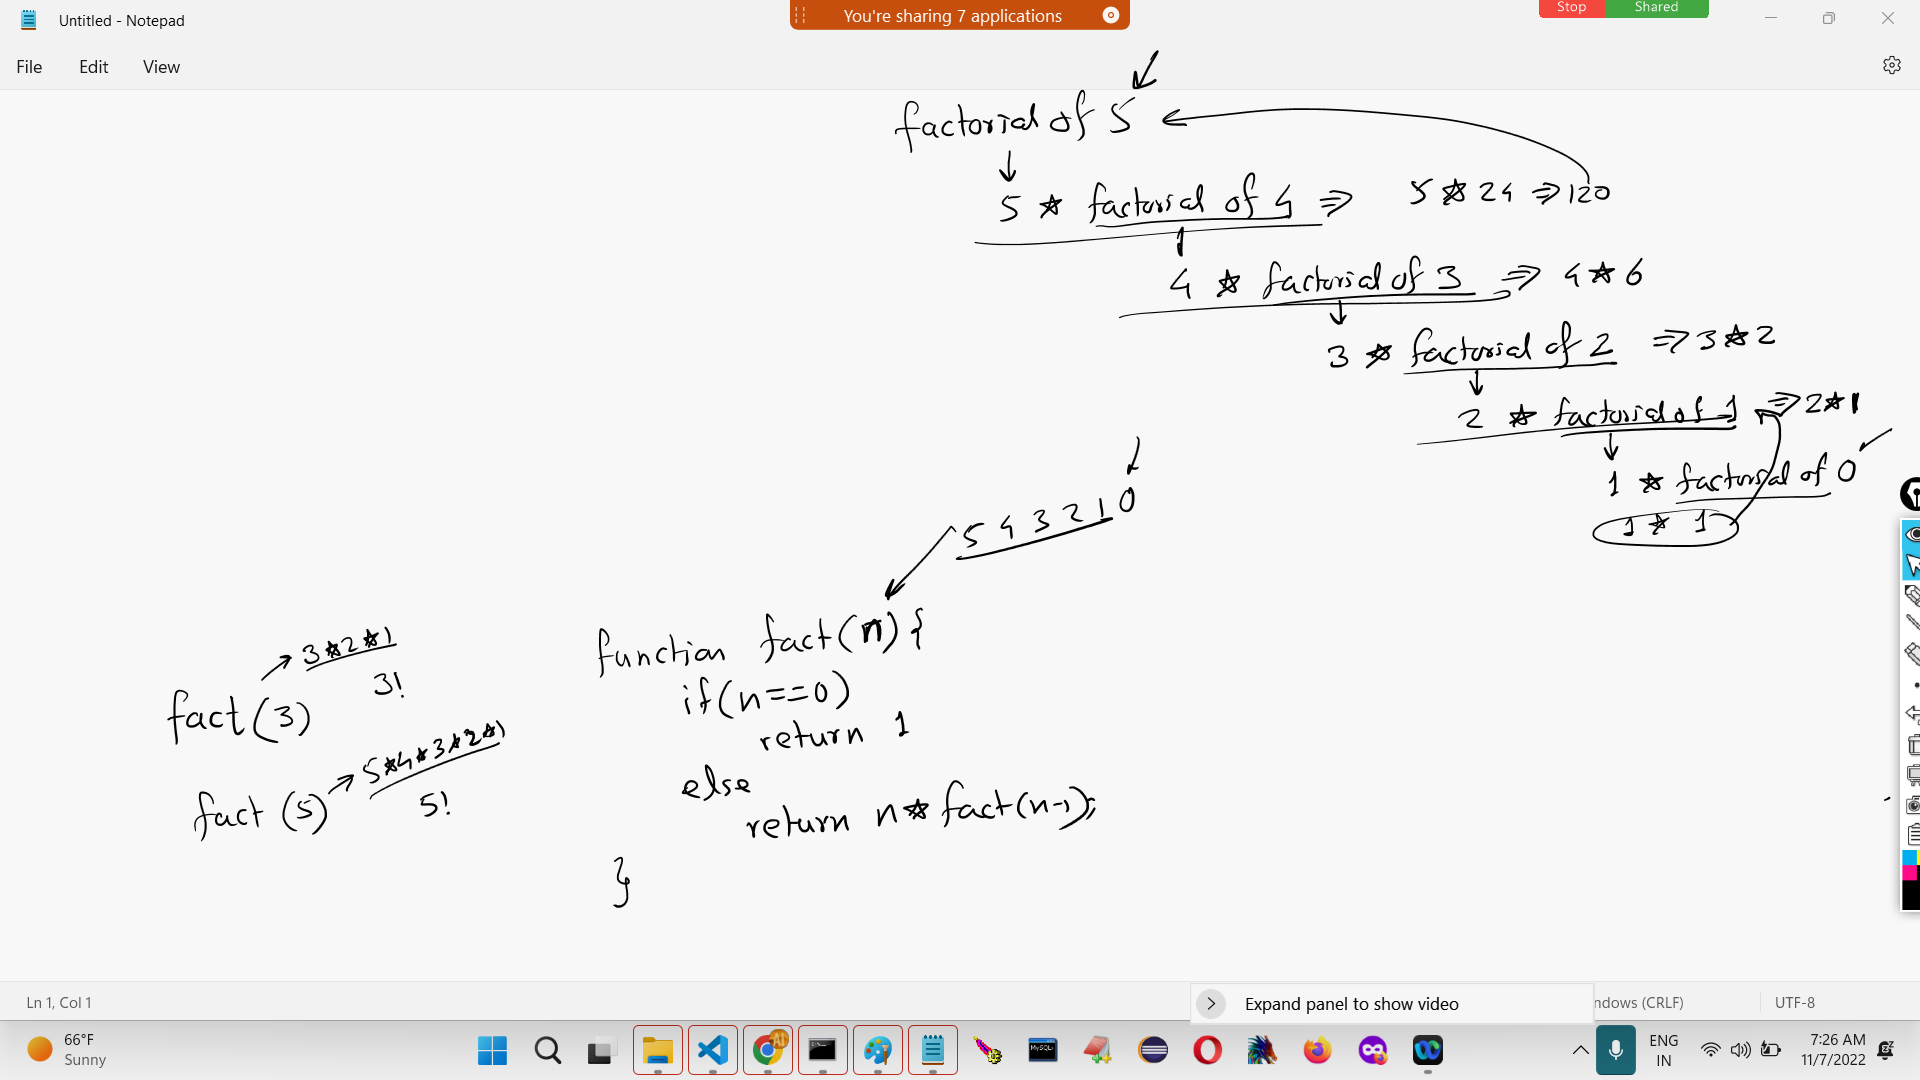 Untitled - Notepad
You're sharing 7 applications
Stop Shared
File Edit View
factorial of 5
5 * factorial of 4 => 5 * 24 => 120
4 * factorial of 3 => 4 * 6
3 * factorial of 2 => 3 * 2
2 * factorial of 1 => 2 * 1
1 * factorial of 0
1 * 1
5 4 3 2 1 0
3*2*1
3!
fact(3)
5*4*3*2*1
5!
fact (5)
function fact(n){
if(n==0)
return 1
else
return n * fact(n-1);
}
Ln 1, Col 1
Expand panel to show video
ndows (CRLF)
UTF-8
66°F
Sunny
MySQL
ENG
IN
7:26 AM
11/7/2022